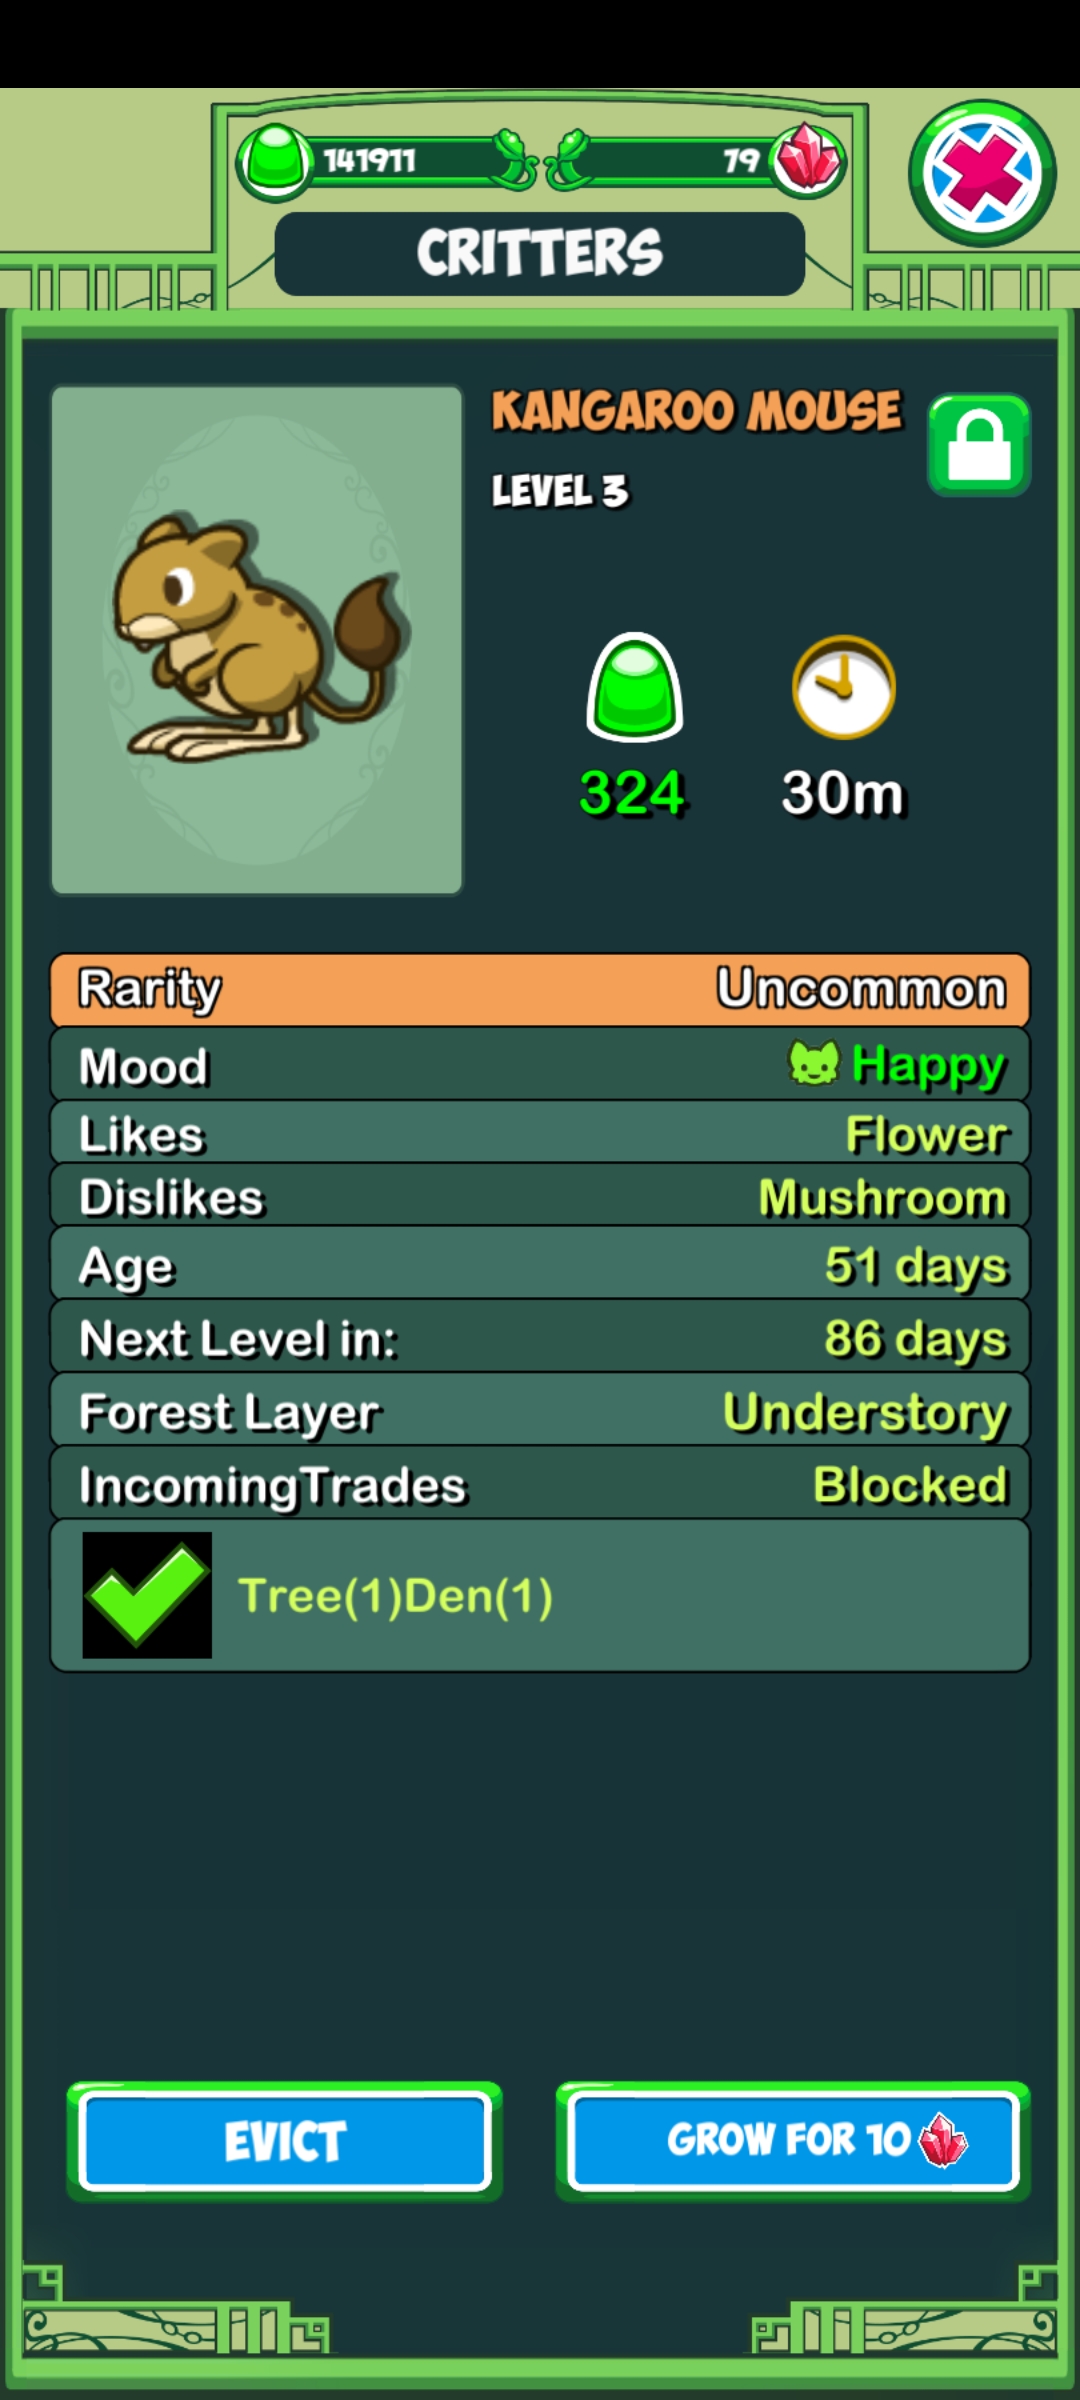 141911 79
CRITTERS
KANGAROO MOUSE
LEVEL 3
324 30m
Rarity Uncommon
Mood Happy
Likes Flower
Dislikes Mushroom
Age 51 days
Next Level in: 86 days
Forest Layer Understory
IncomingTrades Blocked
Tree(1)Den(1)
EVICT GROW FOR 10